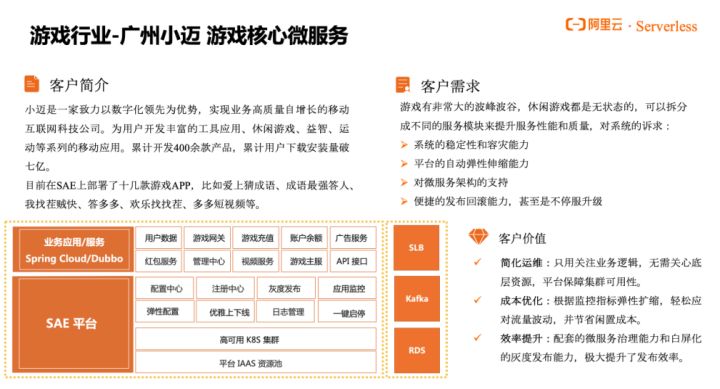 游戏行业-广州小迈 游戏核心微服务
阿里云 · Serverless
客户简介
小迈是一家致力以数字化领先为优势，实现业务高质量自增长的移动
互联网科技公司。为用户开发丰富的工具应用、休闲游戏、益智、运
动等系列的移动应用。累计开发400余款产品，累计用户下载安装量破
七亿。
目前在SAE上部署了十几款游戏APP，比如爱上猜成语、成语最强答人、
我找茬贼快、答多多、欢乐找找茬、多多短视频等。
客户需求
游戏有非常大的波峰波谷，休闲游戏都是无状态的，可以拆分
成不同的服务模块来提升服务性能和质量，对系统的诉求：
➢ 系统的稳定性和容灾能力
➢ 平台的自动弹性伸缩能力
➢ 对微服务架构的支持
➢ 便捷的发布回滚能力，甚至是不停服升级
业务应用/服务
Spring Cloud/Dubbo
用户数据 游戏网关 游戏充值 账户余额 广告服务
红包服务 管理中心 视频服务 游戏主服 API 接口
SAE 平台
配置中心 注册中心 灰度发布 应用监控
弹性配置 优雅上下线 日志管理 一键启停
高可用 K8S 集群
平台 IAAS 资源池
SLB
Kafka
RDS
客户价值
✓ 简化运维：只用关注业务逻辑，无需关心底
层资源，平台保障集群可用性。
✓ 成本优化：根据监控指标弹性扩缩，轻松应
对流量波动，并节省闲置成本。
✓ 效率提升：配套的微服务治理能力和白屏化
的灰度发布能力，极大提升了发布效率。